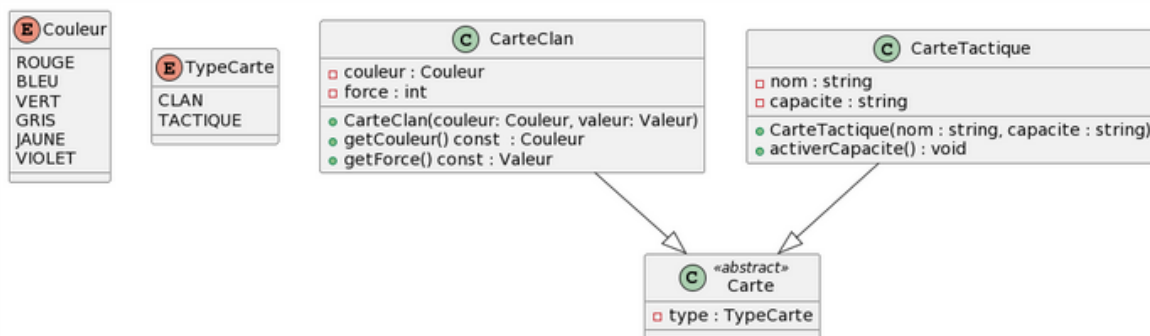 E Couleur
ROUGE
BLEU
VERT
GRIS
JAUNE
VIOLET
E TypeCarte
CLAN
TACTIQUE
C CarteClan
couleur : Couleur
force : int
CarteClan(couleur: Couleur, valeur: Valeur)
getCouleur() const : Couleur
getForce() const : Valeur
C CarteTactique
nom : string
capacite : string
CarteTactique(nom : string, capacite : string)
activerCapacite() : void
C «abstract»
Carte
type : TypeCarte